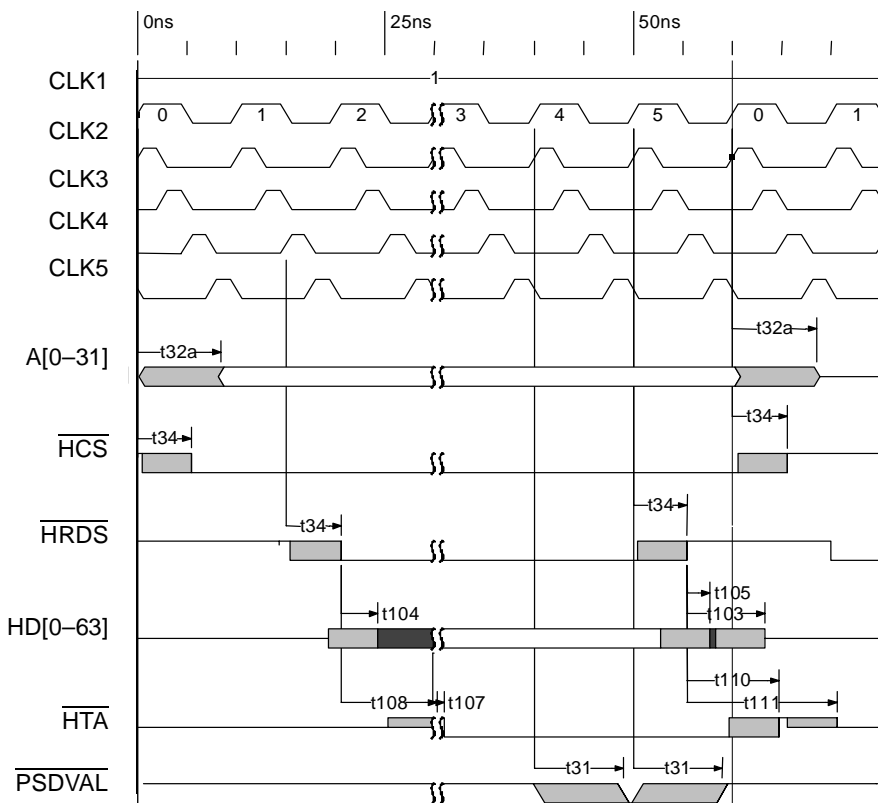 0ns 25ns 50ns
CLK1 1
0 1 2 3 4 5 0 1
CLK2
CLK3
CLK4
CLK5
t32a t32a
A[0–31]
t34 t34
HCS
t34 t34
HRDS
t105
t104 t103
HD[0–63]
t110
t108 t107 t111
HTA
t31 t31
PSDVAL